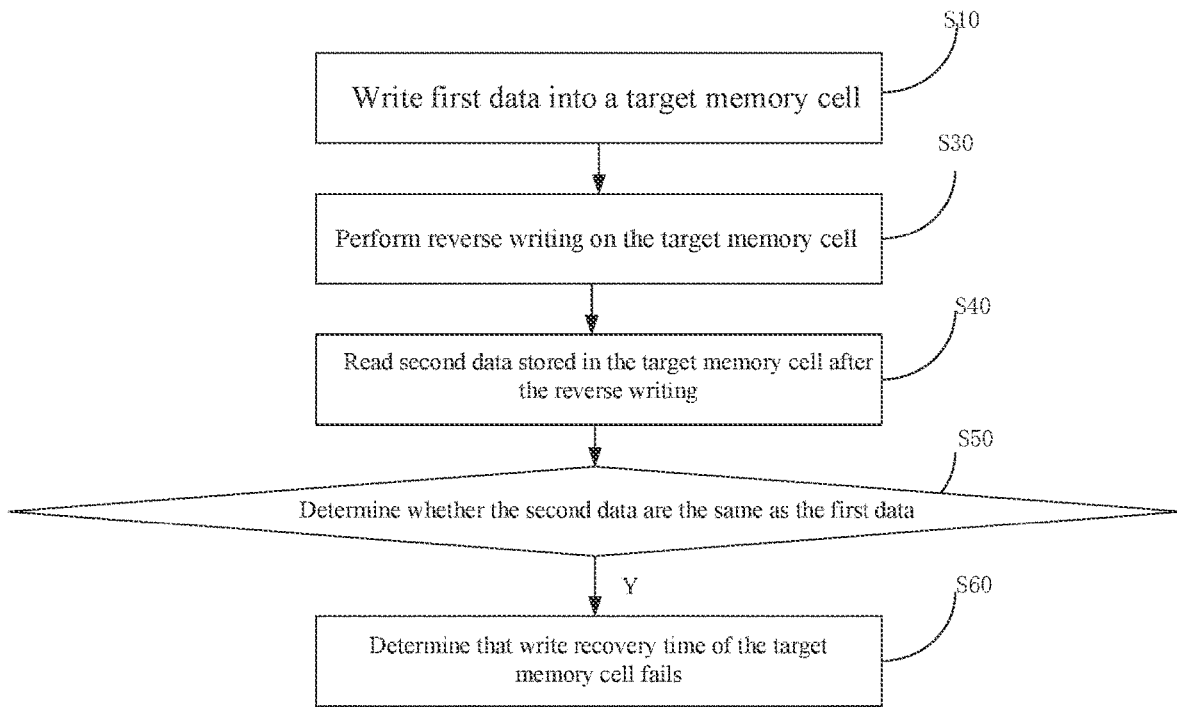 S10
Write first data into a target memory cell
S30
Perform reverse writing on the target memory cell
S40
Read second data stored in the target memory cell after
the reverse writing
S50
Determine whether the second data are the same as the first data
Y
S60
Determine that write recovery time of the target
memory cell fails